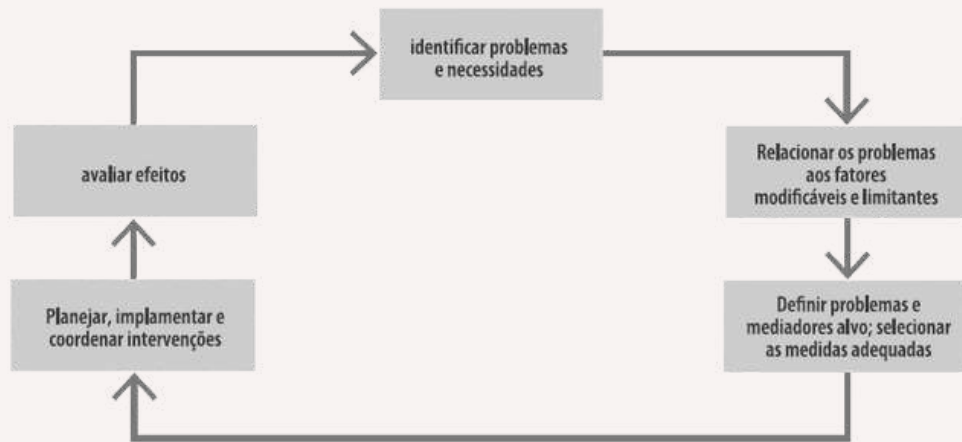 identificar problemas
e necessidades
Relacionar os problemas
aos fatores
modificáveis e limitantes
Definir problemas e
mediadores alvo; selecionar
as medidas adequadas
Planejar, implamentar e
coordenar intervenções
avaliar efeitos